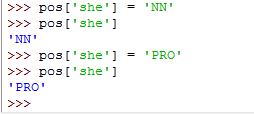 >>> pos['she'] = 'NN'
>>> pos['she']
'NN'
>>> pos['she'] = 'PRO'
>>> pos['she']
'PRO'
>>>